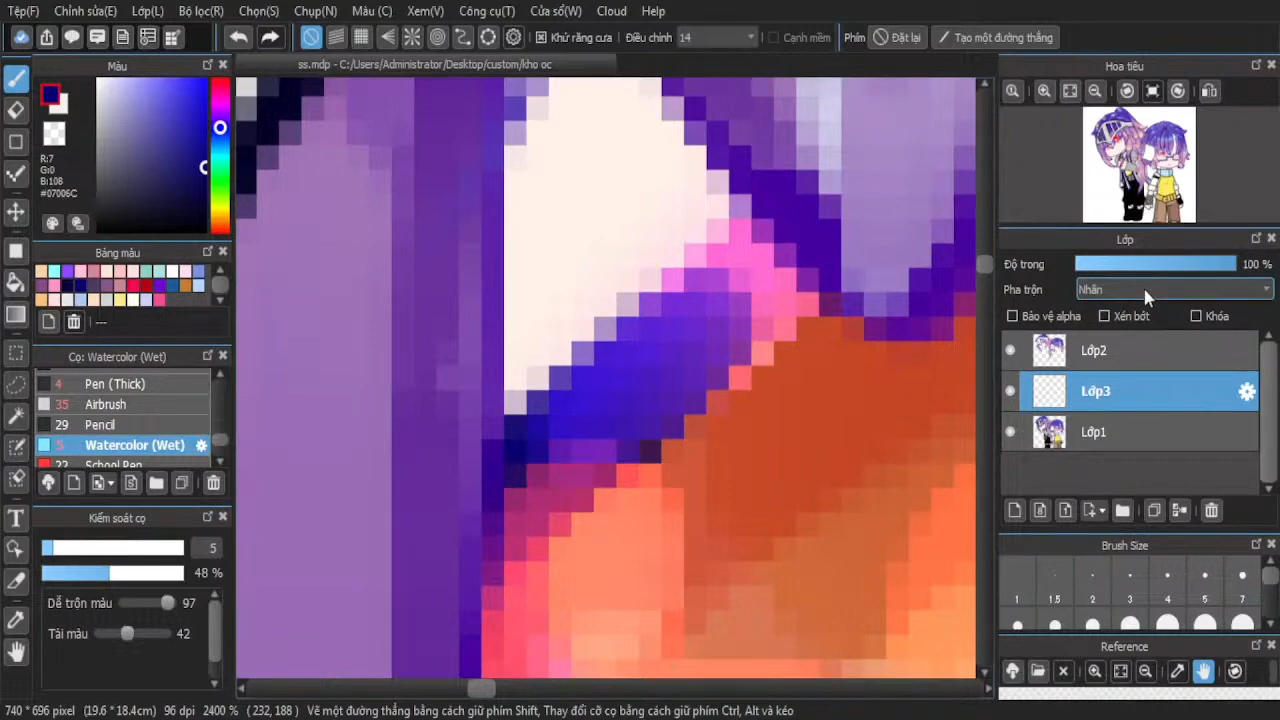 Tệp(F) Chỉnh sửa(E) Lớp(L) Bộ lọc(R) Chọn(S) Chụp(N) Màu (C) Xem(V) Công cụ(T) Cửa sổ(W) Cloud Help
Khử răng cưa Điều chỉnh 14 Cạnh mềm Phím Đặt lại Tạo một đường thẳng
Màu
ss.mdp - C:/Users/Administrator/Desktop/custom/kho oc
Hoa tiêu
R:7
G:0
B:108
#07006C
Bảng màu
---
Cọ: Watercolor (Wet)
4 Pen (Thick)
35 Airbrush
29 Pencil
5 Watercolor (Wet)
22 School Pen
Kiểm soát cọ
5
48 %
Dễ trộn màu 97
Tải màu 42
Lớp
Độ trong 100 %
Pha trộn Nhân
Bảo vệ alpha Xén bớt Khóa
Lớp2
Lớp3
Lớp1
Brush Size
1 1.5 2 3 4 5 7
Reference
740 * 696 pixel (19.6 * 18.4cm) 96 dpi 2400 % ( 232, 188 ) Vẽ một đường thẳng bằng cách giữ phím Shift, Thay đổi cỡ cọ bằng cách giữ phím Ctrl, Alt và kéo